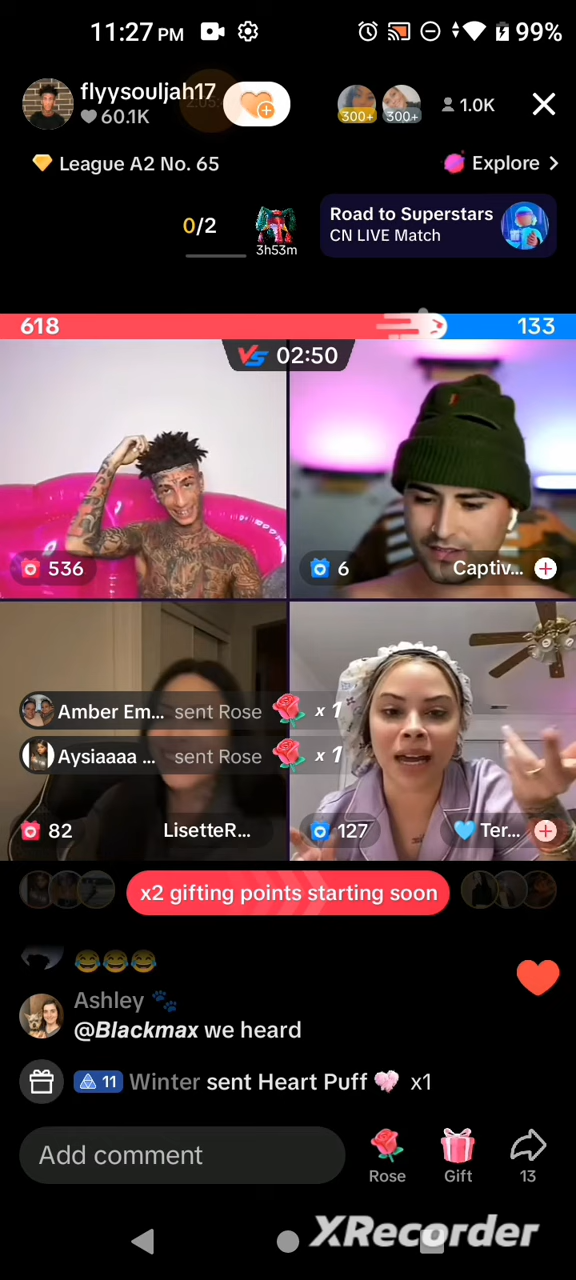 11:27 PM
99%
flyysouljah17
60.1K
300+
300+
1.0K
League A2 No. 65
Explore >
0/2
3h53m
Road to Superstars
CN LIVE Match
618
133
VS 02:50
536
6
Captiv...
Amber Em... sent Rose x 1
Aysiaaaa ... sent Rose x 1
82
LisetteR...
127
Ter...
x2 gifting points starting soon
Ashley
@Blackmax we heard
11 Winter sent Heart Puff x1
Add comment
Rose
Gift
13
XRecorder